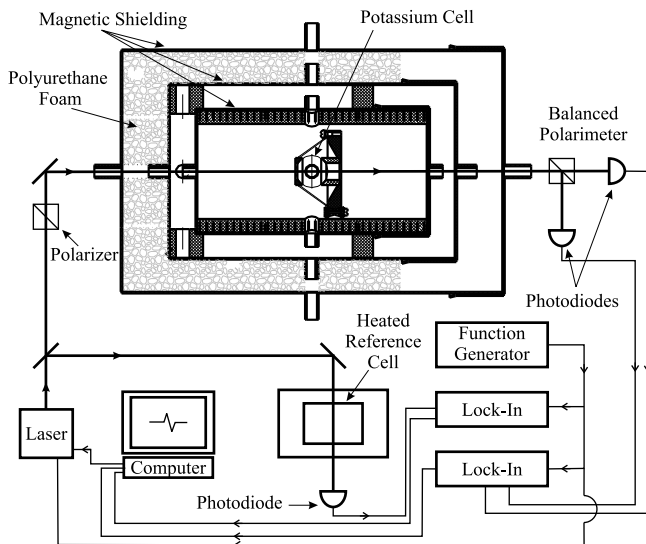 Magnetic Shielding
Potassium Cell
Polyurethane
Foam
Balanced
Polarimeter
Polarizer
Photodiodes
Heated
Reference
Cell
Function
Generator
Laser
Lock-In
Computer
Lock-In
Photodiode